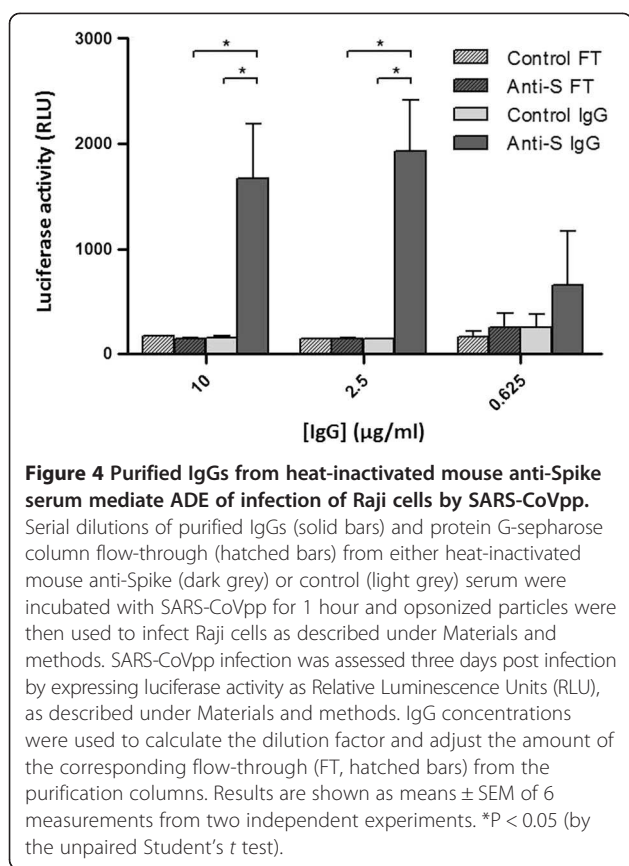 3000
2000
1000
0
Luciferase activity (RLU)
* *
* *
Control FT
Anti-S FT
Control IgG
Anti-S IgG
10 2.5 0.625
[IgG] (µg/ml)
Figure 4 Purified IgGs from heat-inactivated mouse anti-Spike
serum mediate ADE of infection of Raji cells by SARS-CoVpp.
Serial dilutions of purified IgGs (solid bars) and protein G-sepharose
column flow-through (hatched bars) from either heat-inactivated
mouse anti-Spike (dark grey) or control (light grey) serum were
incubated with SARS-CoVpp for 1 hour and opsonized particles were
then used to infect Raji cells as described under Materials and
methods. SARS-CoVpp infection was assessed three days post infection
by expressing luciferase activity as Relative Luminescence Units (RLU),
as described under Materials and methods. IgG concentrations
were used to calculate the dilution factor and adjust the amount of
the corresponding flow-through (FT, hatched bars) from the
purification columns. Results are shown as means ± SEM of 6
measurements from two independent experiments. *P < 0.05 (by
the unpaired Student's t test).